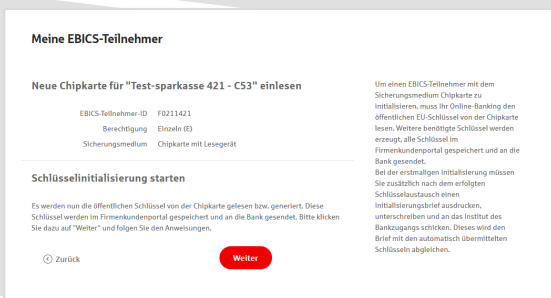 Meine EBICS-Teilnehmer
Neue Chipkarte für "Test-sparkasse 421 - C53" einlesen
EBICS-Teilnehmer-ID F0211421
Berechtigung Einzeln (E)
Sicherungsmedium Chipkarte mit Lesegerät
Schlüsselinitialisierung starten
Es werden nun die öffentlichen Schlüssel von der Chipkarte gelesen bzw. generiert. Diese
Schlüssel werden im Firmenkundenportal gespeichert und an die Bank gesendet. Bitte klicken
Sie dazu auf "Weiter" und folgen Sie den Anweisungen.
Zurück
Weiter
Um einen EBICS-Teilnehmer mit dem
Sicherungsmedium Chipkarte zu
initialisieren, muss Ihr Online-Banking den
öffentlichen EU-Schlüssel von der Chipkarte
lesen. Weitere benötigte Schlüssel werden
erzeugt, alle Schlüssel im
Firmenkundenportal gespeichert und an die
Bank gesendet.
Bei der erstmaligen Initialisierung müssen
Sie zusätzlich nach dem erfolgten
Schlüsselaustausch einen
Initialisierungsbrief ausdrucken,
unterschreiben und an das Institut des
Bankzugangs schicken. Dieses wird den
Brief mit den automatisch übermittelten
Schlüsseln abgleichen.